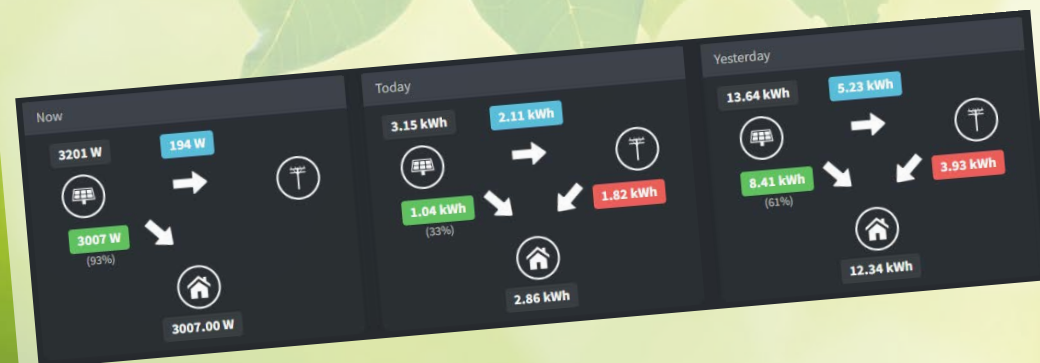 Now
3201 W
194 W
3007 W
(93%)
3007.00 W
Today
3.15 kWh
2.11 kWh
1.04 kWh
(33%)
1.82 kWh
2.86 kWh
Yesterday
13.64 kWh
5.23 kWh
8.41 kWh
(61%)
3.93 kWh
12.34 kWh